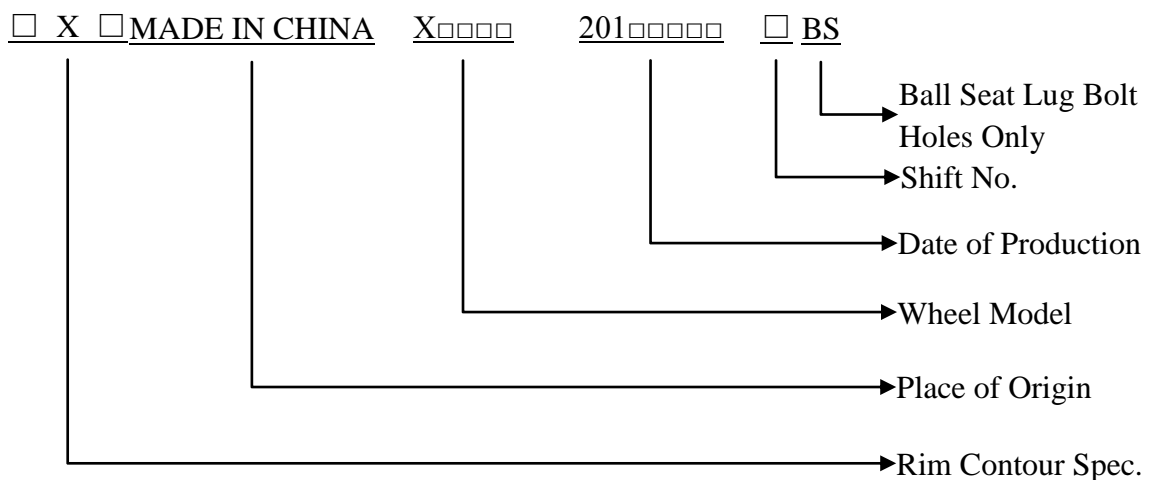 □ X □MADE IN CHINA X□□□□ 201□□□□□ □ BS
Ball Seat Lug Bolt
Holes Only
Shift No.
Date of Production
Wheel Model
Place of Origin
Rim Contour Spec.